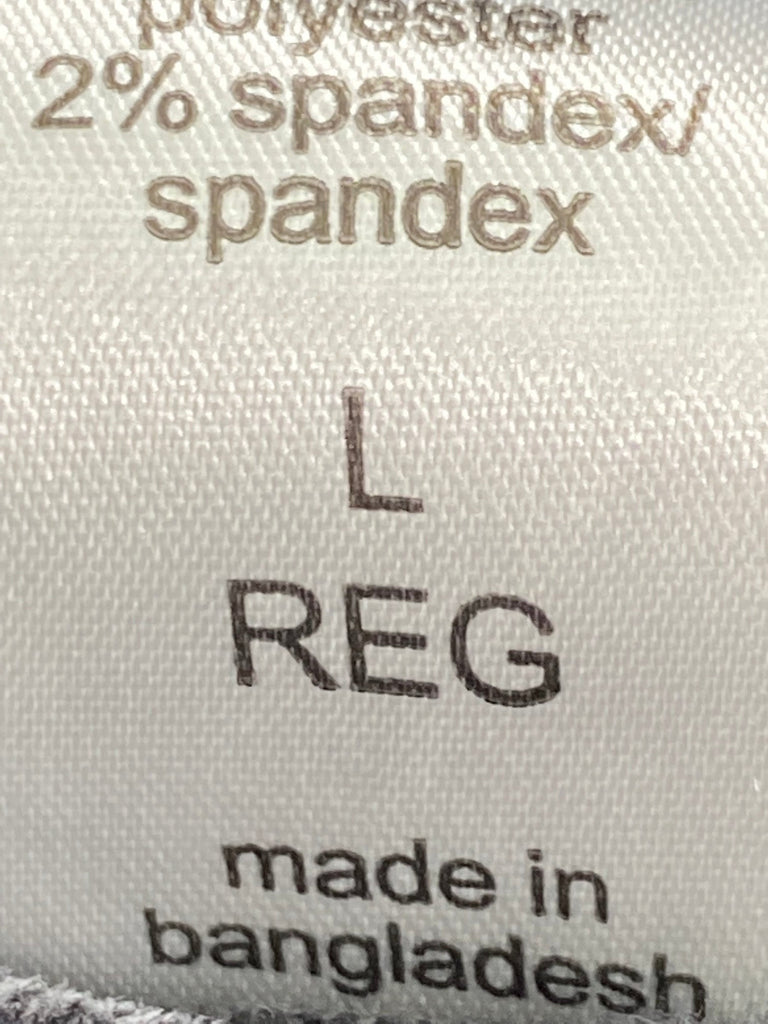 polyester
2% spandex/
spandex
L
REG
made in
bangladesh